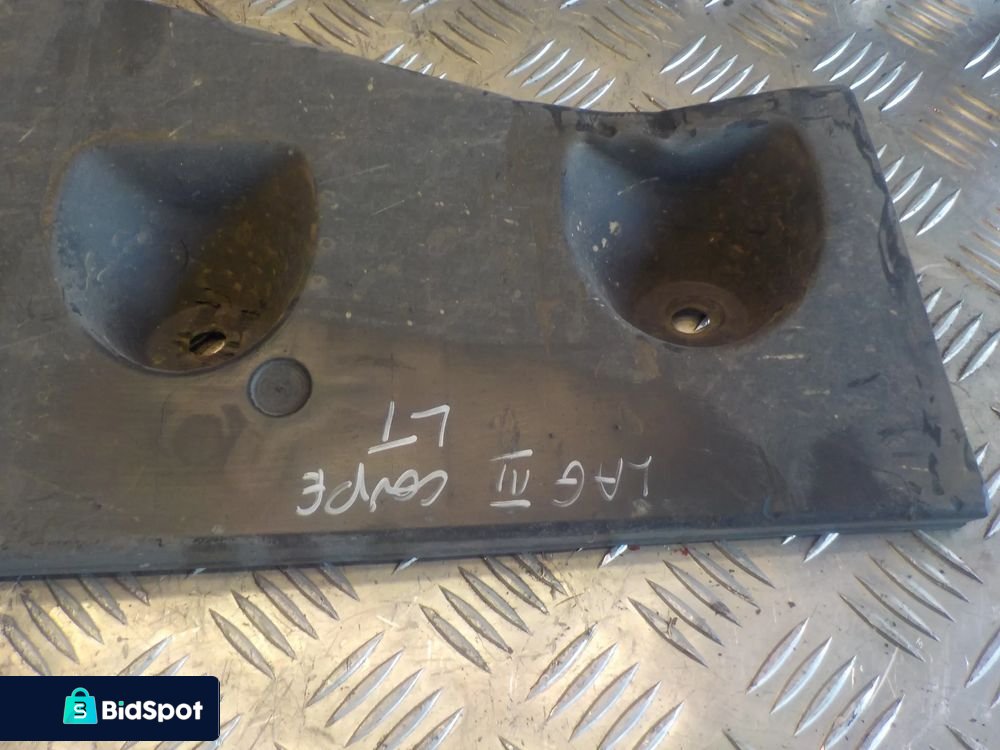 LAG III COUPE
LT
BidSpot